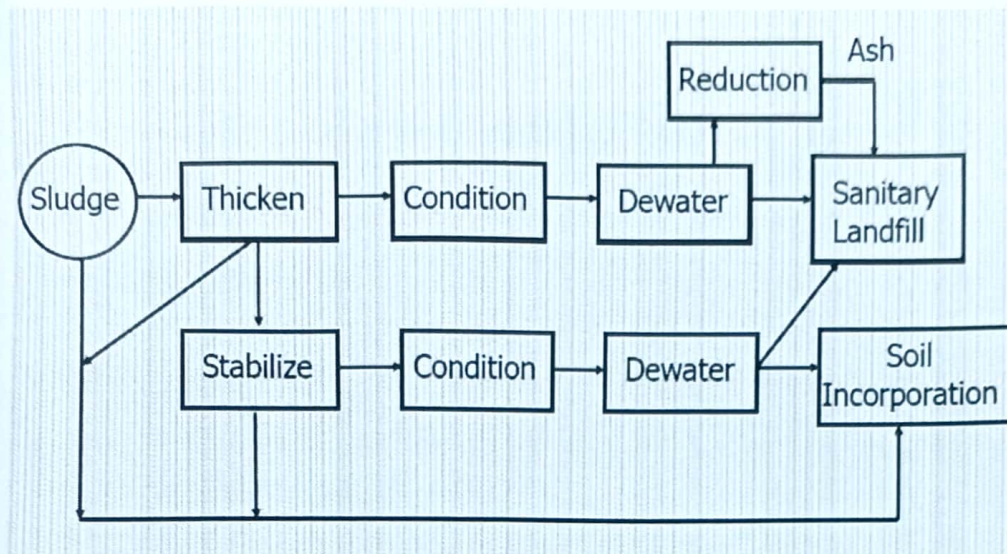 Ash
Reduction
Sludge
Thicken
Condition
Dewater
Sanitary
Landfill
Stabilize
Condition
Dewater
Soil
Incorporation